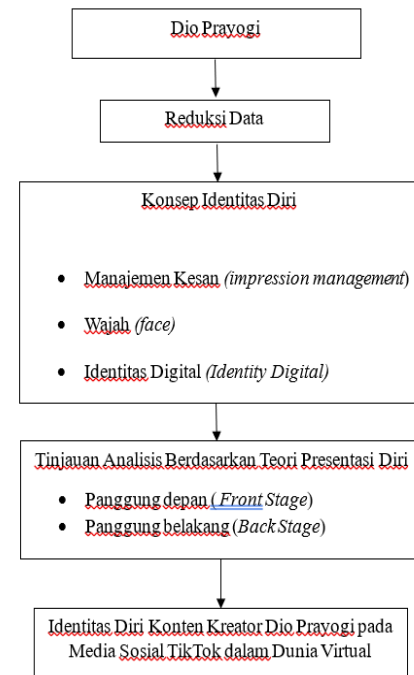 Dio Prayogi
Reduksi Data
Konsep Identitas Diri
• Manajemen Kesan (impression management)
• Wajah (face)
• Identitas Digital (Identity Digital)
Tinjauan Analisis Berdasarkan Teori Presentasi Diri
• Panggung depan ( Front Stage)
• Panggung belakang (Back Stage)
Identitas Diri Konten Kreator Dio Prayogi pada
Media Sosial TikTok dalam Dunia Virtual